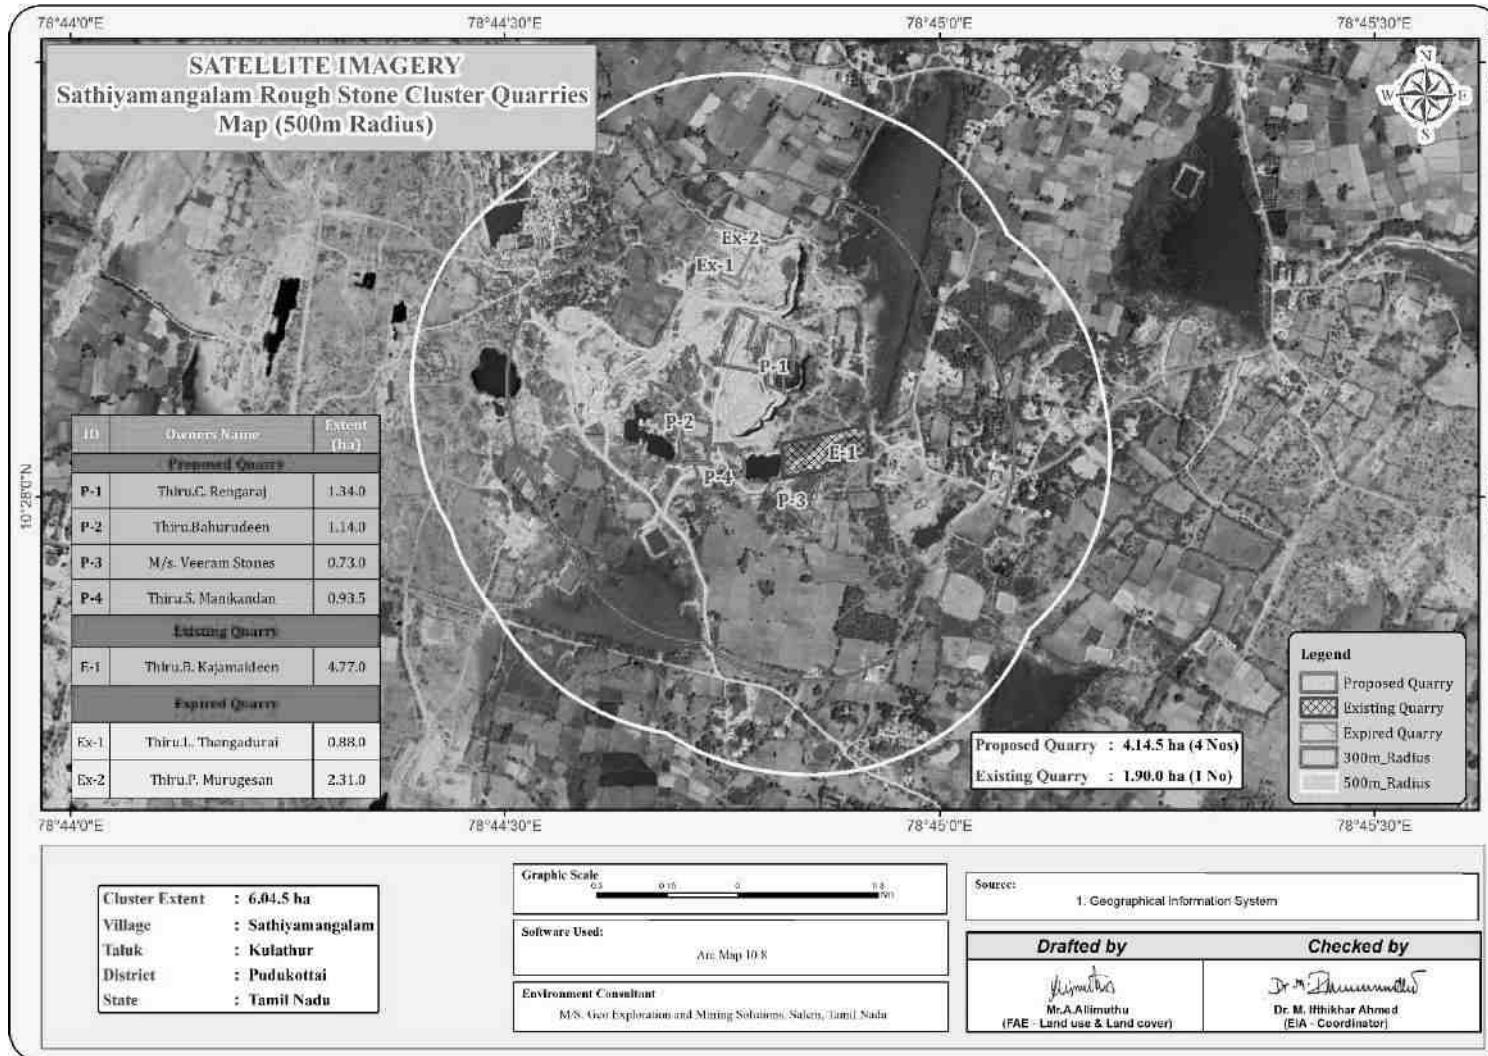 78°44'0"E 78°44'30"E 78°45'0"E 78°45'30"E
SATELLITE IMAGERY
Sathiyamangalam Rough Stone Cluster Quarries
Map (500m Radius)
N
W E
S
Ex-2
Ex-1
P-1
P-2
E-1
P-4
P-3
10°28'0"N
ID Owners Name Extent
(ha)
Proposed Quarry
P-1 Thiru.C. Rengaraj 1.34.0
P-2 Thiru.Bahurudeen 1.14.0
P-3 M/s. Veeram Stones 0.73.0
P-4 Thiru.S. Manikandan 0.93.5
Existing Quarry
E-1 Thiru.B. Kajamaideen 4.77.0
Expired Quarry
Ex-1 Thiru.L. Thangadurai 0.88.0
Ex-2 Thiru.P. Murugesan 2.31.0
Legend
Proposed Quarry
Existing Quarry
Expired Quarry
300m_Radius
500m_Radius
Proposed Quarry : 4.14.5 ha (4 Nos)
Existing Quarry : 1.90.0 ha (1 No)
78°44'0"E 78°44'30"E 78°45'0"E 78°45'30"E
Cluster Extent : 6.04.5 ha
Village : Sathiyamangalam
Taluk : Kulathur
District : Pudukottai
State : Tamil Nadu
Graphic Scale
0.3 0.15 0 0.3
Software Used:
Arc Map 10.8
Environment Consultant
M/S. Geo Exploration and Mining Solutions, Salem, Tamil Nadu
Source:
1. Geographical Information System
Drafted by Checked by
Mr.A.Allimuthu
(FAE - Land use & Land cover)
Dr. M. Ifthikhar Ahmed
(EIA - Coordinator)